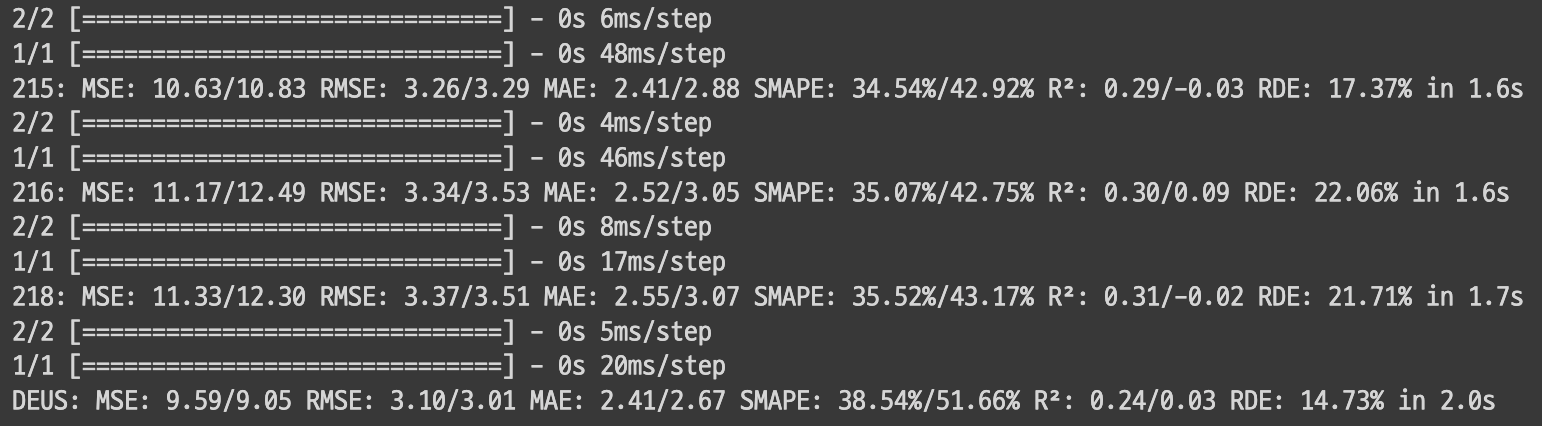 2/2 [==============================] - 0s 6ms/step
1/1 [==============================] - 0s 48ms/step
215: MSE: 10.63/10.83 RMSE: 3.26/3.29 MAE: 2.41/2.88 SMAPE: 34.54%/42.92% R²: 0.29/-0.03 RDE: 17.37% in 1.6s
2/2 [==============================] - 0s 4ms/step
1/1 [==============================] - 0s 46ms/step
216: MSE: 11.17/12.49 RMSE: 3.34/3.53 MAE: 2.52/3.05 SMAPE: 35.07%/42.75% R²: 0.30/0.09 RDE: 22.06% in 1.6s
2/2 [==============================] - 0s 8ms/step
1/1 [==============================] - 0s 17ms/step
218: MSE: 11.33/12.30 RMSE: 3.37/3.51 MAE: 2.55/3.07 SMAPE: 35.52%/43.17% R²: 0.31/-0.02 RDE: 21.71% in 1.7s
2/2 [==============================] - 0s 5ms/step
1/1 [==============================] - 0s 20ms/step
DEUS: MSE: 9.59/9.05 RMSE: 3.10/3.01 MAE: 2.41/2.67 SMAPE: 38.54%/51.66% R²: 0.24/0.03 RDE: 14.73% in 2.0s